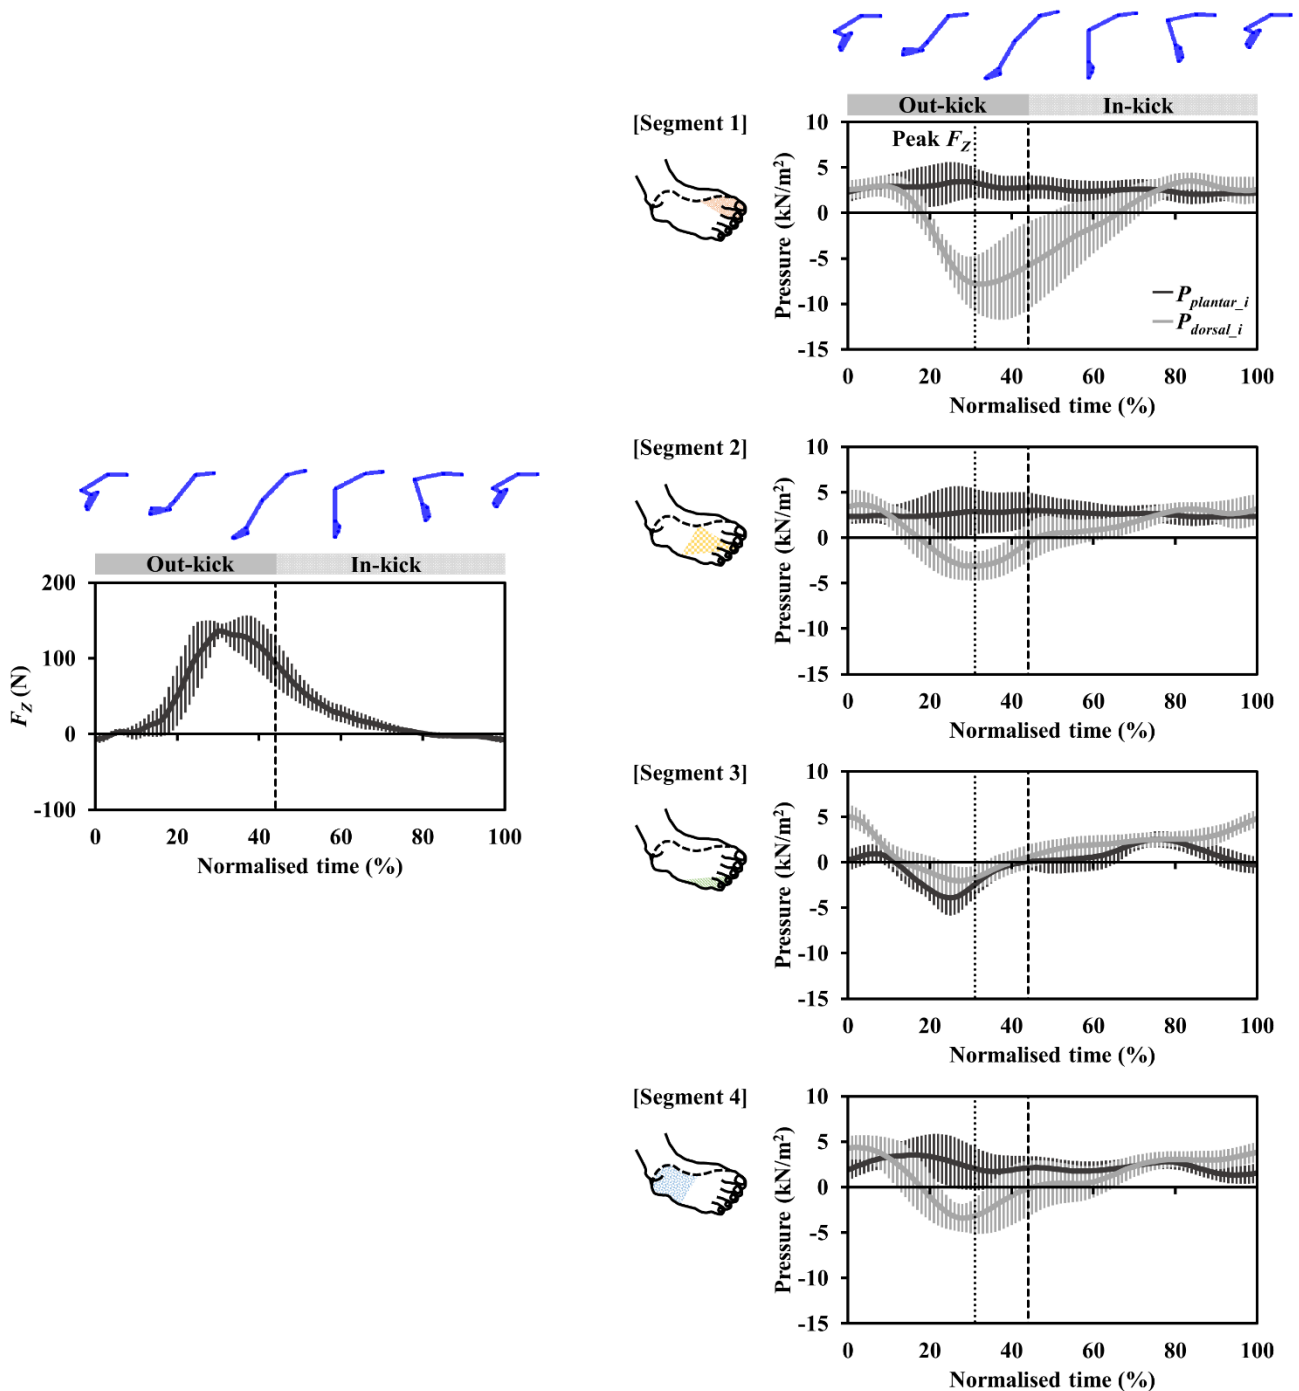 Out-kick In-kick
200
100
0
-100
F_Z (N)
0 20 40 60 80 100
Normalised time (%)
Out-kick In-kick
[Segment 1]
Peak F_Z
10
5
0
-5
-10
-15
Pressure (kN/m²)
P_plantar_i
P_dorsal_i
0 20 40 60 80 100
Normalised time (%)
[Segment 2]
10
5
0
-5
-10
-15
Pressure (kN/m²)
0 20 40 60 80 100
Normalised time (%)
[Segment 3]
10
5
0
-5
-10
-15
Pressure (kN/m²)
0 20 40 60 80 100
Normalised time (%)
[Segment 4]
10
5
0
-5
-10
-15
Pressure (kN/m²)
0 20 40 60 80 100
Normalised time (%)